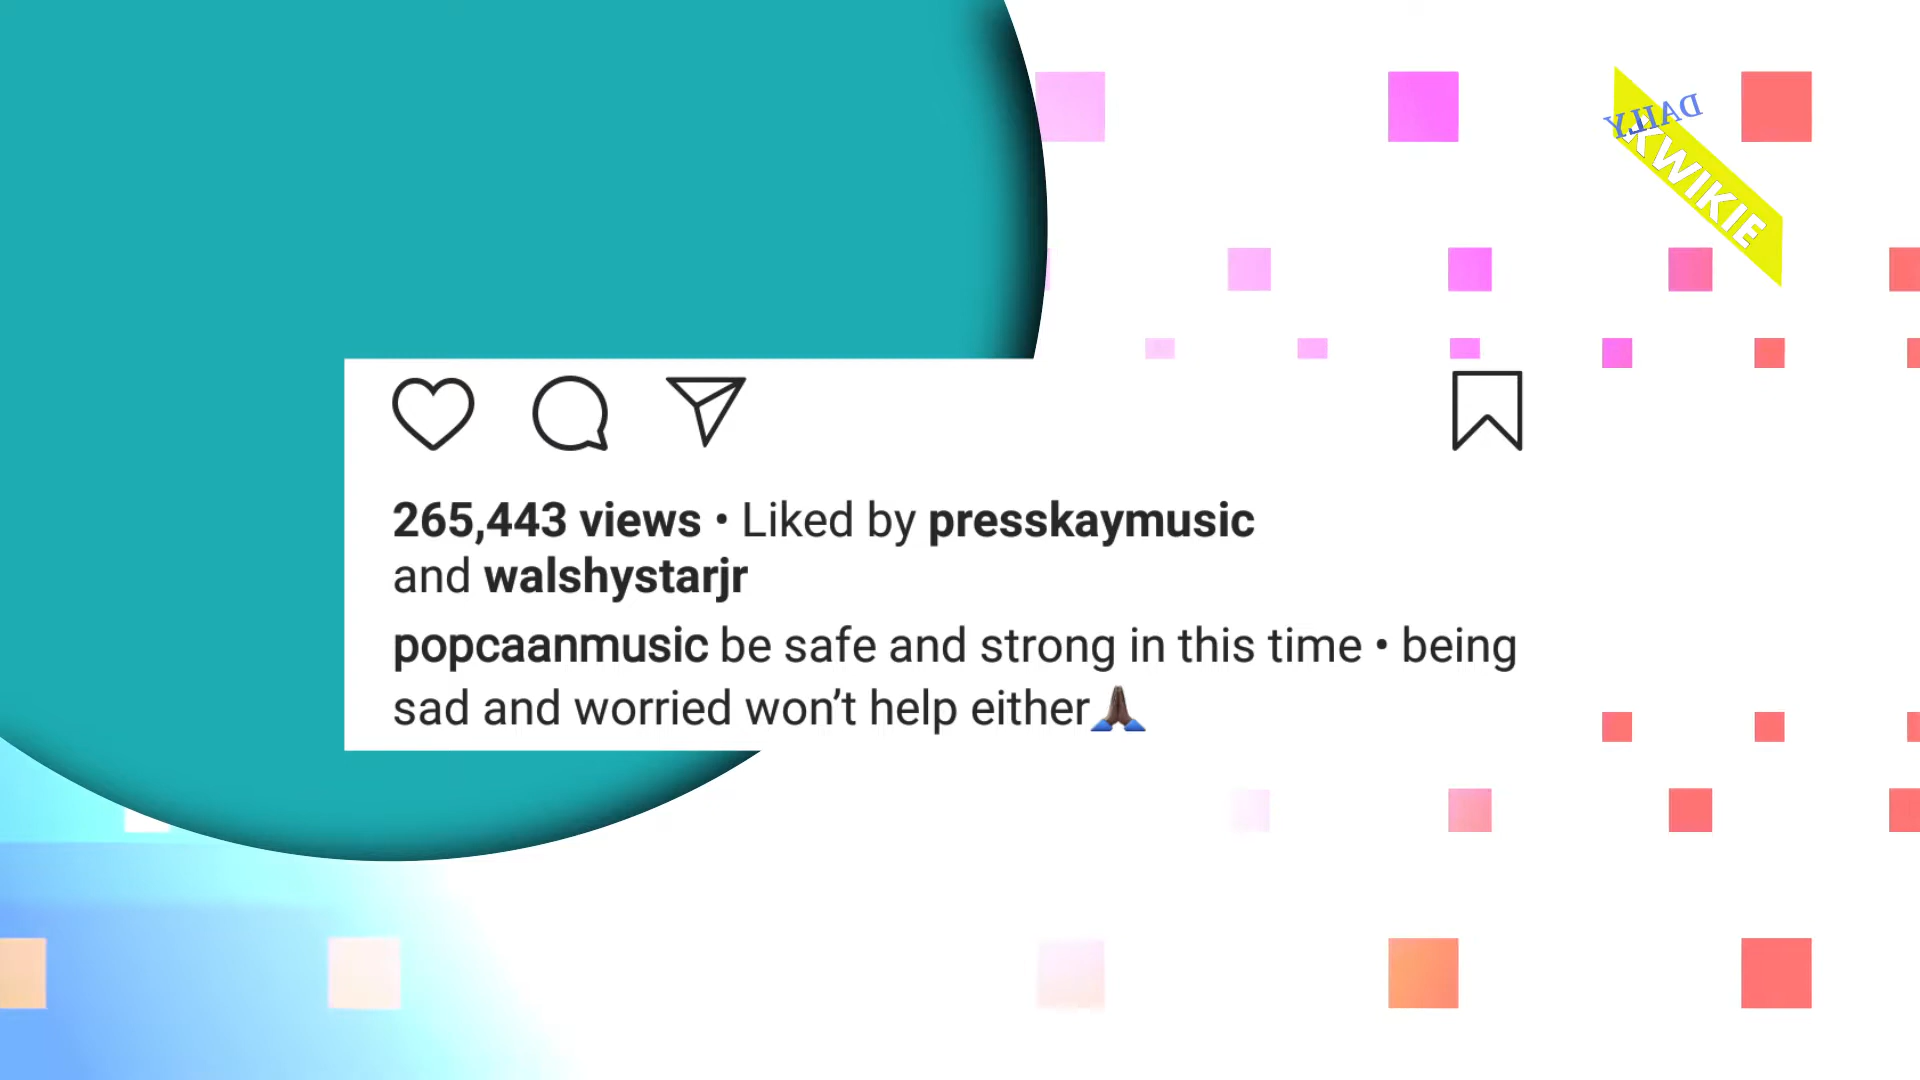 DAILY
KWIKIE
265,443 views • Liked by presskaymusic
and walshystarjr
popcaanmusic be safe and strong in this time • being
sad and worried won’t help either🙏🏿